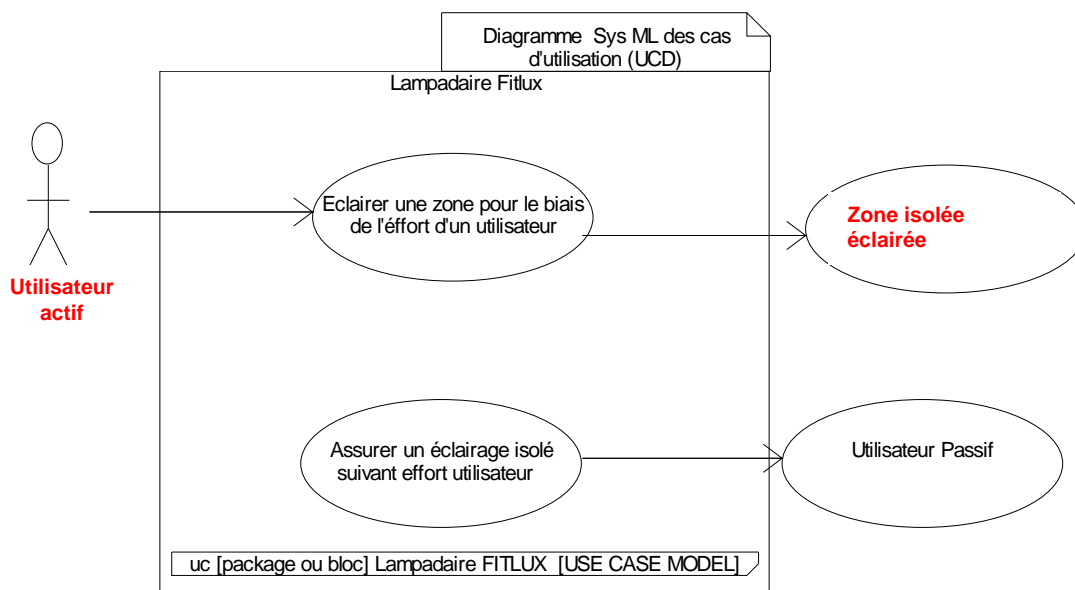 Diagramme Sys ML des cas
d'utilisation (UCD)
Lampadaire Fitlux
Eclairer une zone pour le biais
de l'éffort d'un utilisateur
Zone isolée
éclairée
Utilisateur
actif
Assurer un éclairage isolé
suivant effort utilisateur
Utilisateur Passif
uc [package ou bloc] Lampadaire FITLUX [USE CASE MODEL]